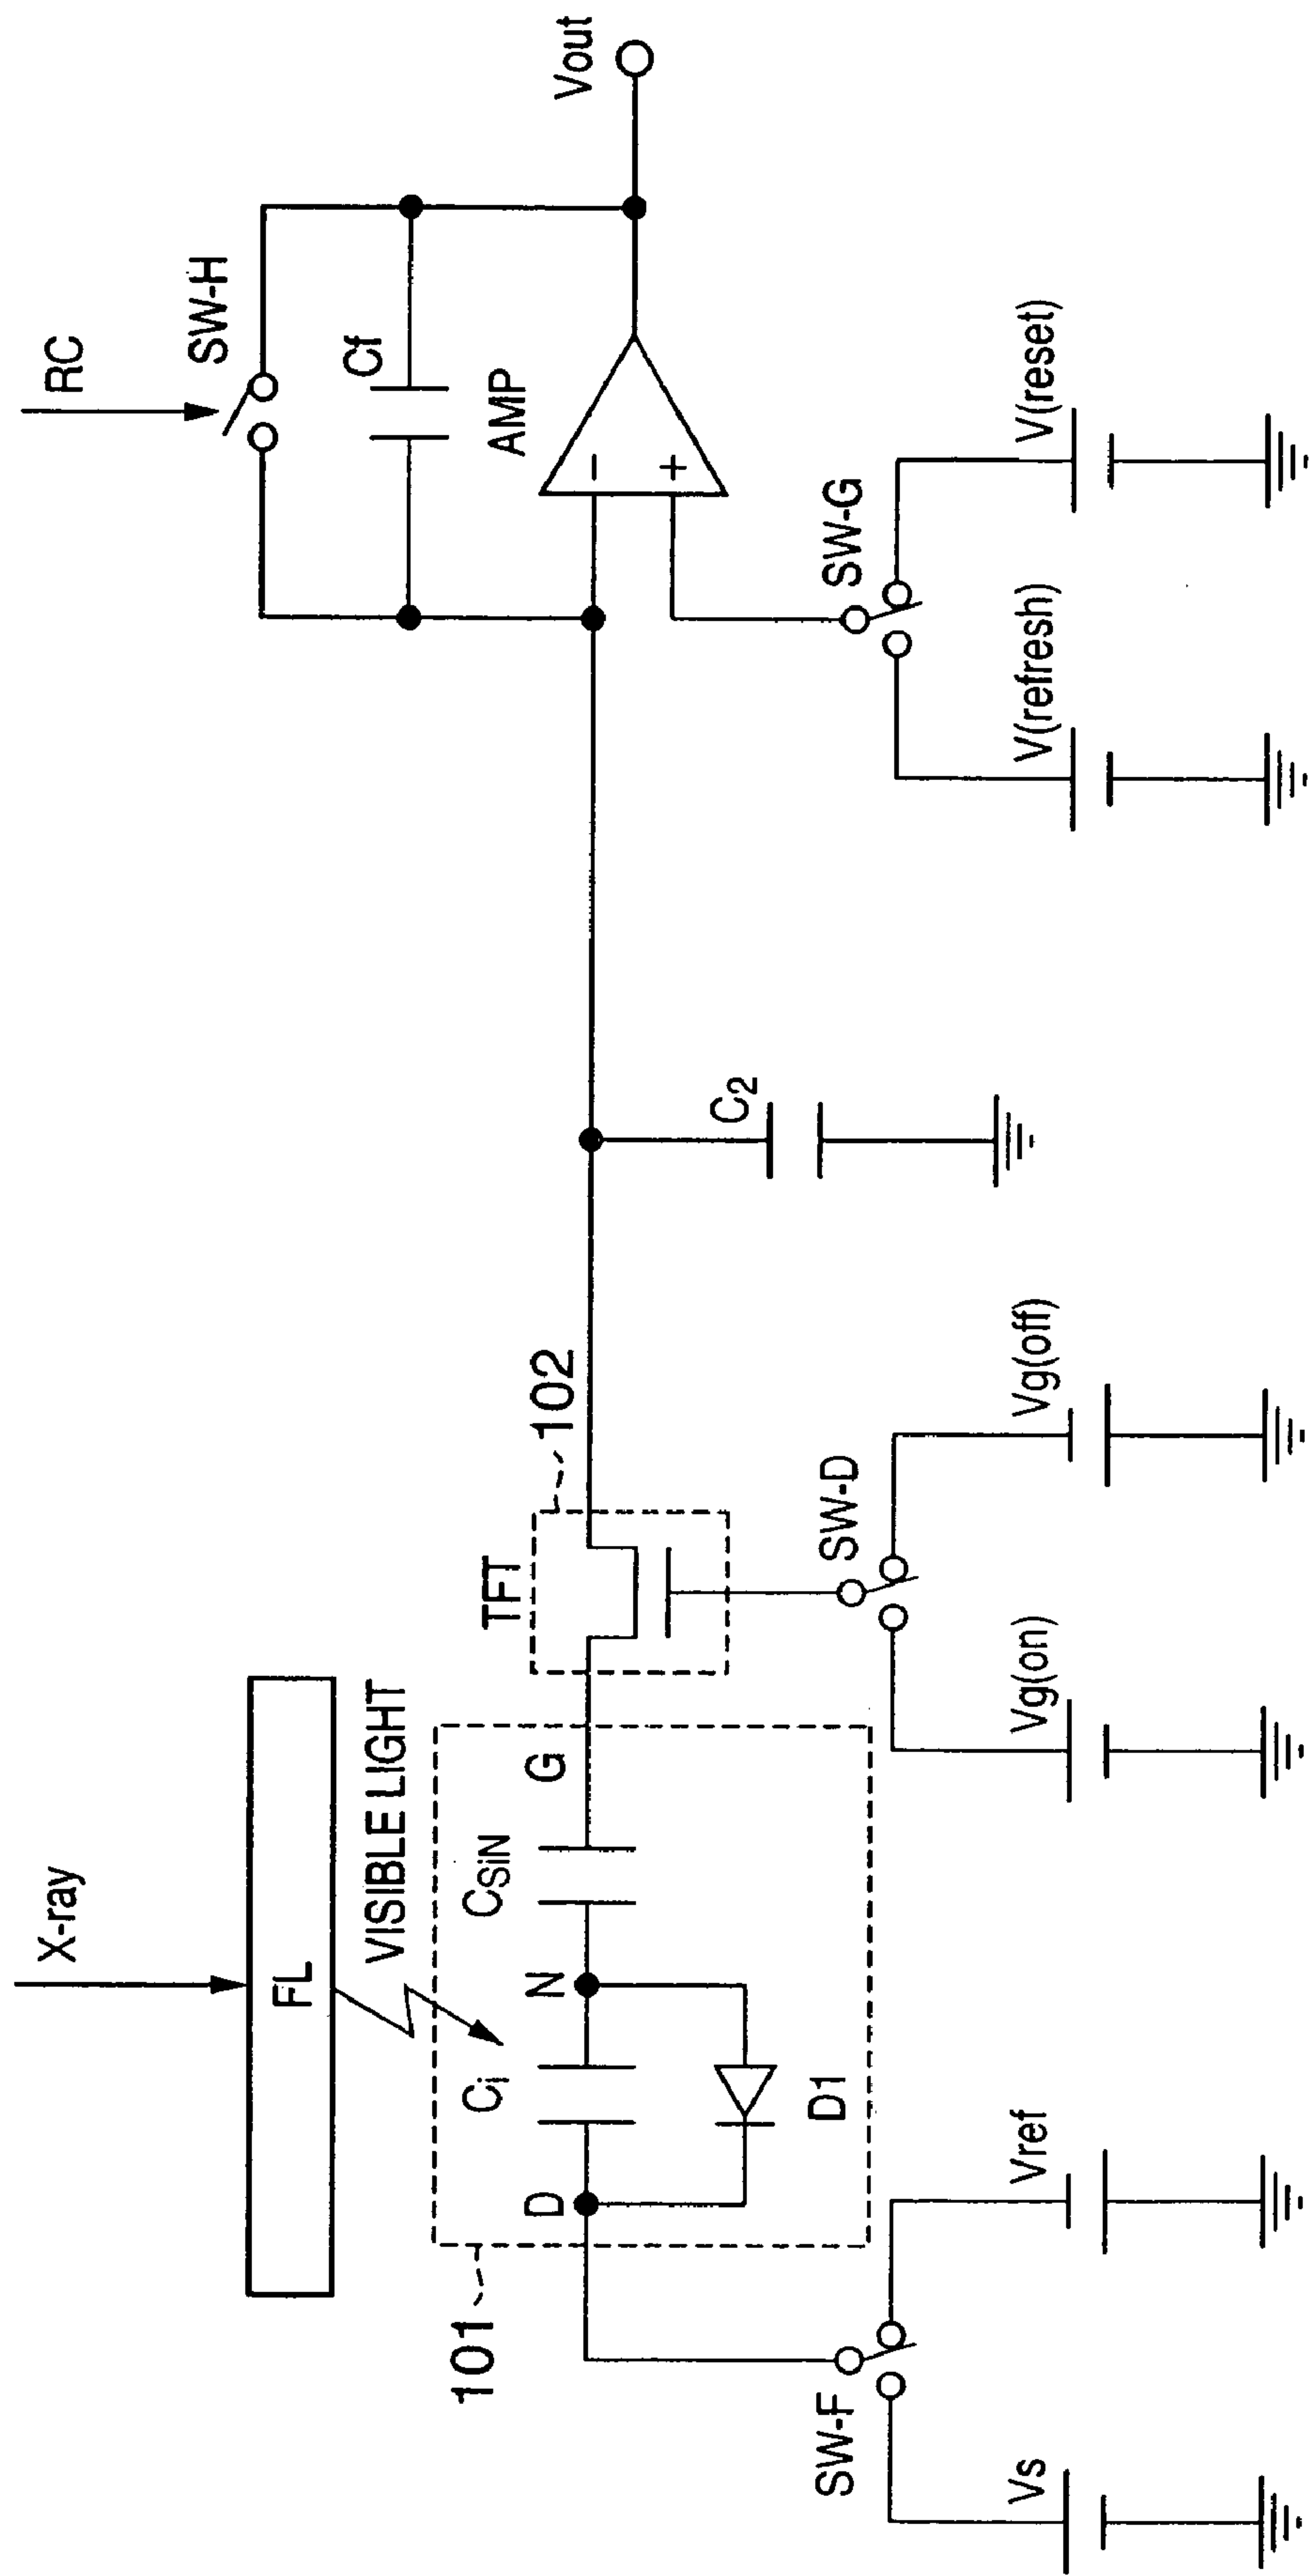 X-ray
FL
VISIBLE LIGHT
101
D
Ci
N
CSiN
G
D1
TFT
102
SW-F
Vs
Vref
SW-D
Vg(on)
Vg(off)
C2
RC
SW-H
Cf
AMP
-
+
Vout
SW-G
V(refresh)
V(reset)